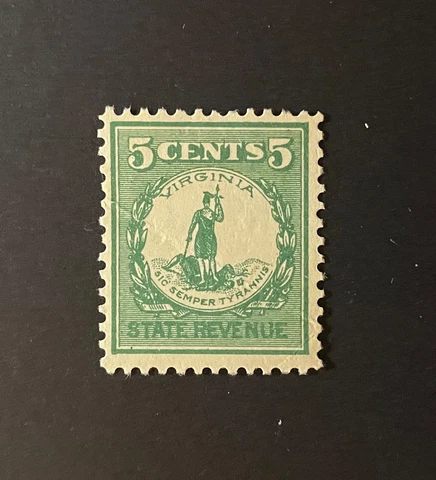 5 CENTS 5
VIRGINIA
SIC SEMPER TYRANNIS
STATE REVENUE